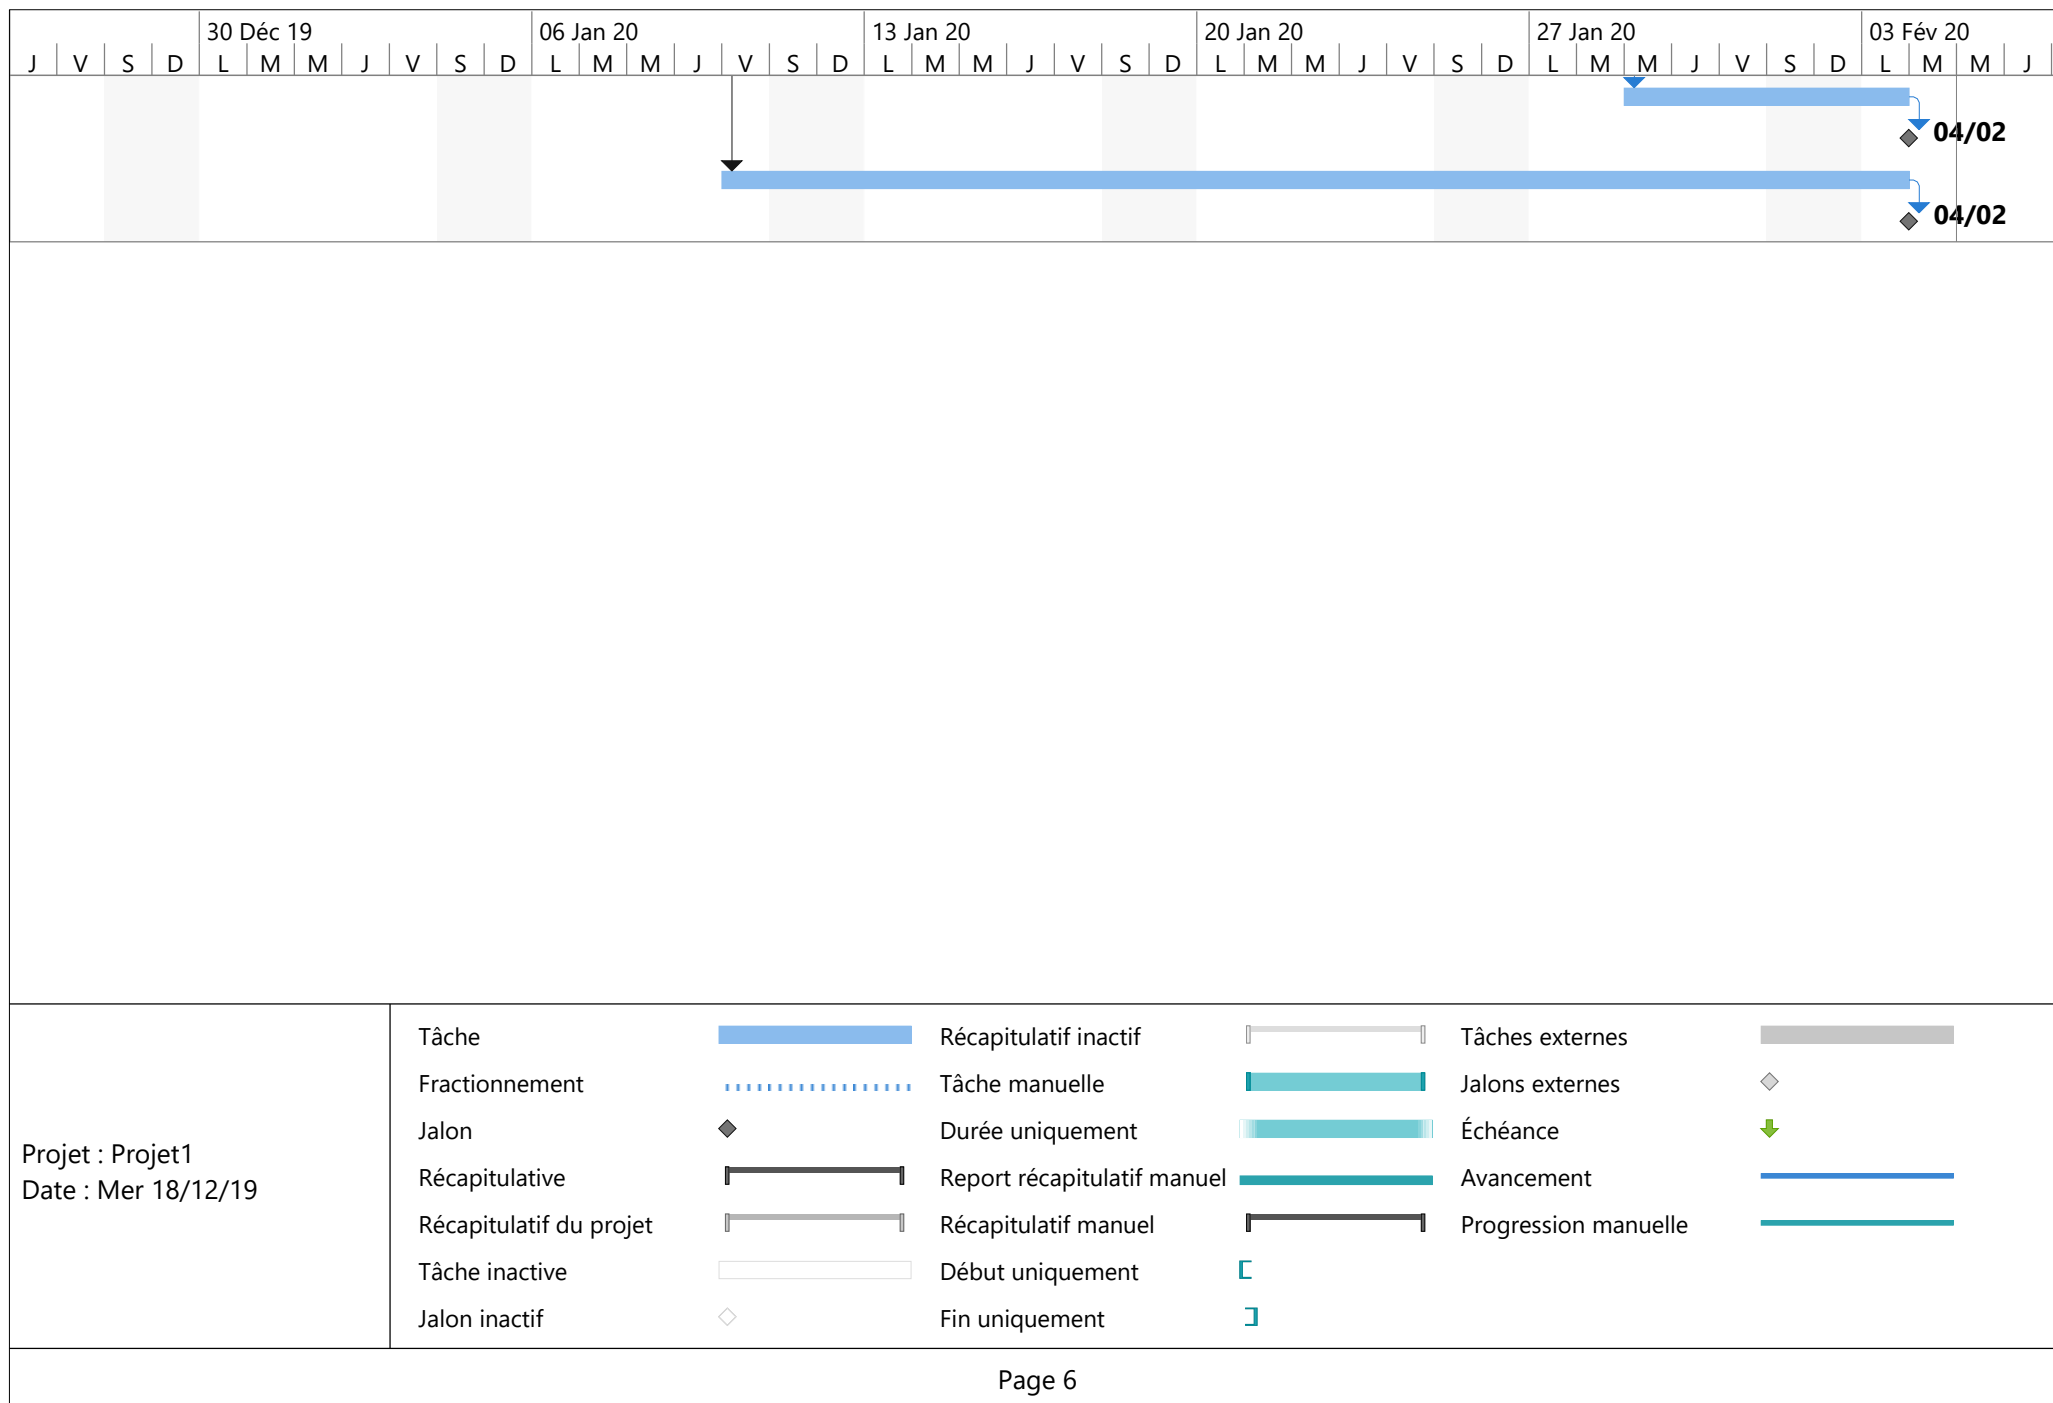 30 Déc 19 06 Jan 20 13 Jan 20 20 Jan 20 27 Jan 20 03 Fév 20
J V S D L M M J V S D L M M J V S D L M M J V S D L M M J V S D L M M J V S D L M M J
04/02
04/02
Tâche Récapitulatif inactif Tâches externes
Fractionnement Tâche manuelle Jalons externes
Jalon Durée uniquement Échéance
Projet : Projet1
Date : Mer 18/12/19
Récapitulative Report récapitulatif manuel Avancement
Récapitulatif du projet Récapitulatif manuel Progression manuelle
Tâche inactive Début uniquement
Jalon inactif Fin uniquement
Page 6